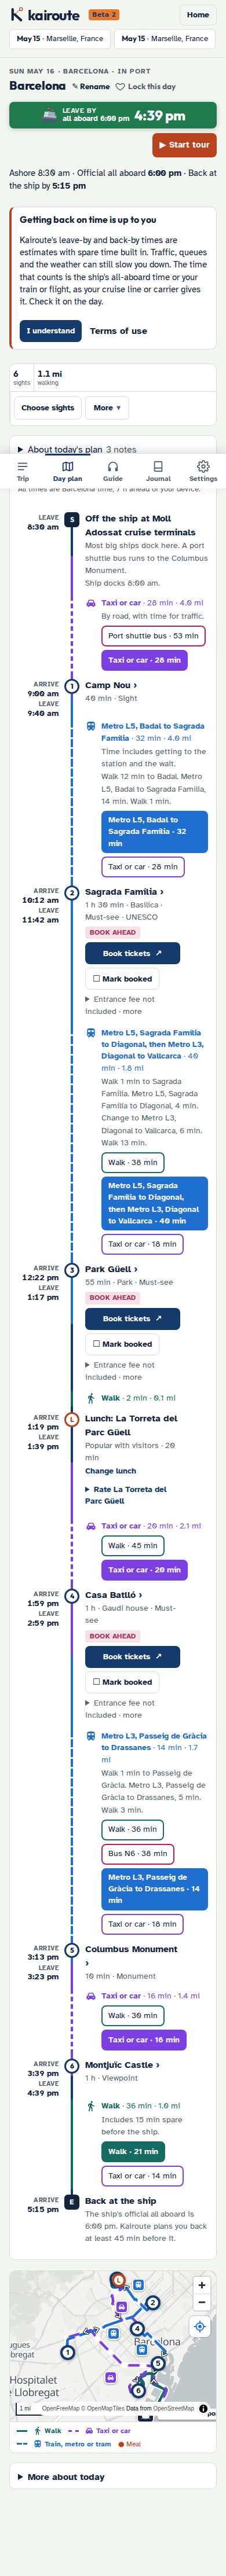 kairoute Beta 2 Home
May 15 · Marseille, France May 15 · Marseille, France
SUN MAY 16 · BARCELONA · IN PORT
Barcelona Rename Lock this day
LEAVE BY
all aboard 6:00 pm 4:39 pm
Start tour
Ashore 8:30 am · Official all aboard 6:00 pm · Back at
the ship by 5:15 pm
Getting back on time is up to you
Kairoute's leave-by and back-by times are
estimates with spare time built in. Traffic, queues
and weather can still slow you down. The time
that counts is the ship's all-aboard time or your
train or flight, as your cruise line or carrier gives
it. Check it on the day.
I understand Terms of use
6 1.1 mi
sights walking
Choose sights More
About today's plan 3 notes
Trip Day plan Guide Journal Settings
LEAVE
8:30 am
S
Off the ship at Moll
Adossat cruise terminals
Most big ships dock here. A port
shuttle bus runs to the Columbus
Monument.
Ship docks 8:00 am.
Taxi or car · 28 min · 4.0 mi
By road, with room for traffic.
Port shuttle bus · 53 min
Taxi or car · 28 min
ARRIVE
9:00 am
LEAVE
9:40 am
1
Camp Nou ›
40 min · Sight
Metro L5, Badal to Sagrada
Família · 32 min · 4.0 mi
Time includes getting to the
station and the wait.
Walk 12 min to Badal. Metro
L5, Badal to Sagrada Família,
14 min. Walk 1 min.
Metro L5, Badal to
Sagrada Família · 32
min
Taxi or car · 28 min
ARRIVE
10:12 am
LEAVE
11:42 am
2
Sagrada Família ›
1 h 30 min · Basilica ·
Must-see · UNESCO
BOOK AHEAD
Book tickets ↗
Mark booked
Entrance fee not
included · more
Metro L5, Sagrada Família
to Diagonal, then Metro L3,
Diagonal to Vallcarca · 40
min · 1.8 mi
Walk 1 min to Sagrada
Família. Metro L5, Sagrada
Família to Diagonal, 4 min.
Change to Metro L3,
Diagonal to Vallcarca, 6 min.
Walk 13 min.
Walk · 38 min
Metro L5, Sagrada
Família to Diagonal,
then Metro L3, Diagonal
to Vallcarca · 40 min
Taxi or car · 18 min
ARRIVE
12:22 pm
LEAVE
1:17 pm
3
Park Güell ›
55 min · Park · Must-see
BOOK AHEAD
Book tickets ↗
Mark booked
Entrance fee not
included · more
Walk · 2 min · 0.1 mi
ARRIVE
1:19 pm
LEAVE
1:39 pm
L
Lunch: La Torreta del
Parc Güell
Popular with visitors · 20
min
Change lunch
Rate La Torreta del
Parc Güell
Taxi or car · 20 min · 2.1 mi
Walk · 45 min
Taxi or car · 20 min
ARRIVE
1:59 pm
LEAVE
2:59 pm
4
Casa Batlló ›
1 h · Gaudí house · Must-
see
BOOK AHEAD
Book tickets ↗
Mark booked
Entrance fee not
included · more
Metro L3, Passeig de Gràcia
to Drassanes · 14 min · 1.7
mi
Walk 1 min to Passeig de
Gràcia. Metro L3, Passeig de
Gràcia to Drassanes, 5 min.
Walk 3 min.
Walk · 36 min
Bus N6 · 38 min
Metro L3, Passeig de
Gràcia to Drassanes · 14
min
Taxi or car · 18 min
ARRIVE
3:13 pm
LEAVE
3:23 pm
5
Columbus Monument
›
10 min · Monument
Taxi or car · 16 min · 1.4 mi
Walk · 30 min
Taxi or car · 16 min
ARRIVE
3:39 pm
LEAVE
4:39 pm
6
Montjuïc Castle ›
1 h · Viewpoint
Walk · 36 min · 1.0 mi
Includes 15 min spare
before the ship.
Walk · 21 min
Taxi or car · 14 min
ARRIVE
5:15 pm
E
Back at the ship
The ship's official all aboard is
6:00 pm. Kairoute plans you back
at least 45 min before it.
L
2
4
1
Barcelona
5
Hospitalet
e Llobregat
6
1 mi OpenFreeMap © OpenMapTiles Data from OpenStreetMap
Walk Taxi or car
Train, metro or tram Meal
More about today